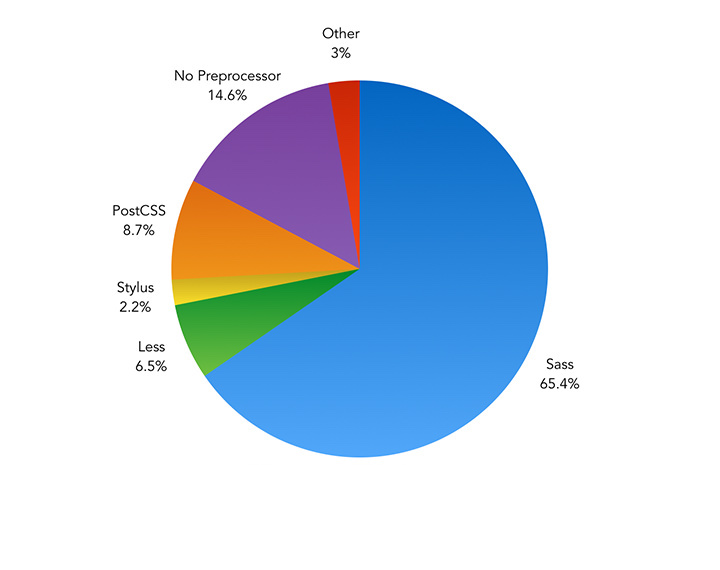 Other
3%
No Preprocessor
14.6%
PostCSS
8.7%
Stylus
2.2%
Less
6.5%
Sass
65.4%